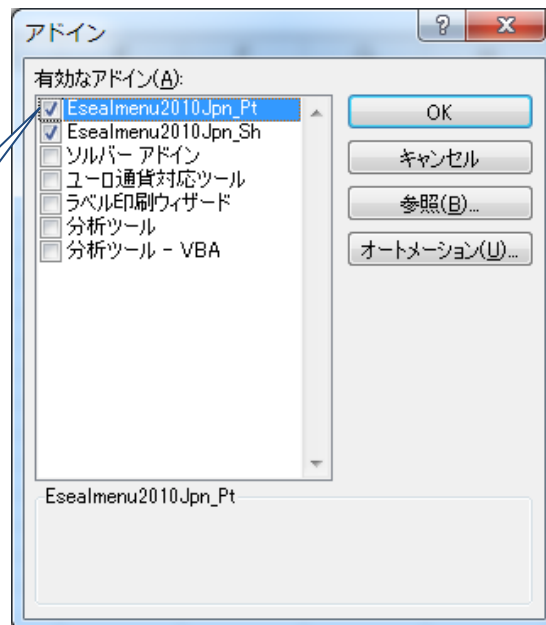 アドイン
有効なアドイン(A):
Esealmenu2010Jpn_Pt
Esealmenu2010Jpn_Sh
ソルバー アドイン
ユーロ通貨対応ツール
ラベル印刷ウィザード
分析ツール
分析ツール - VBA
OK
キャンセル
参照(B)...
オートメーション(U)...
Esealmenu2010Jpn_Pt